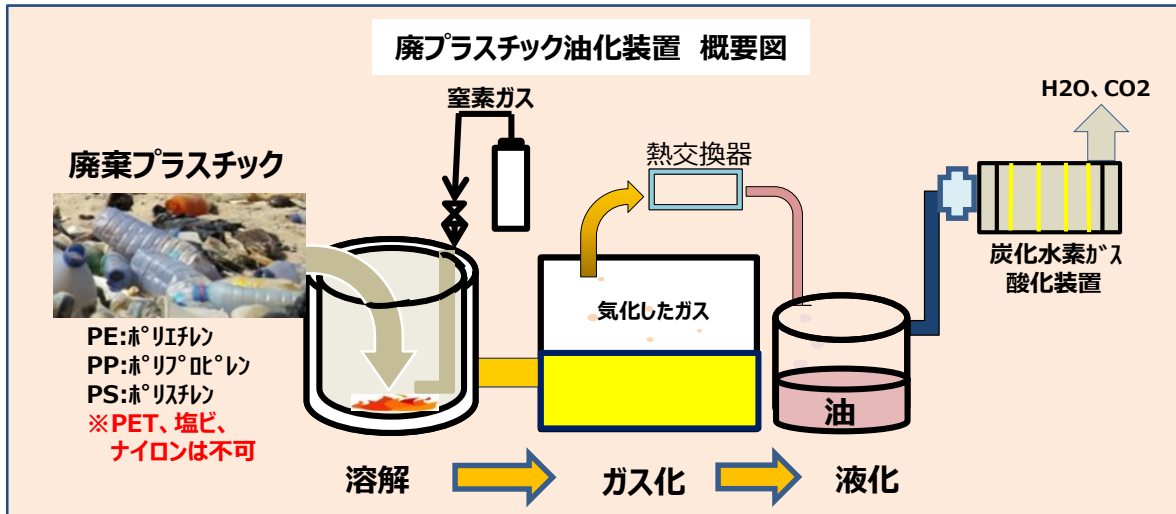 廃プラスチック油化装置 概要図
窒素ガス
H2O、CO2
廃棄プラスチック
熱交換器
炭化水素ｶﾞｽ
酸化装置
気化したガス
PE:ﾎﾟﾘｴﾁﾚﾝ
PP:ﾎﾟﾘﾌﾟﾛﾋﾟﾚﾝ
PS:ﾎﾟﾘｽﾁﾚﾝ
※PET、塩ビ、
ナイロンは不可
油
溶解
ガス化
液化